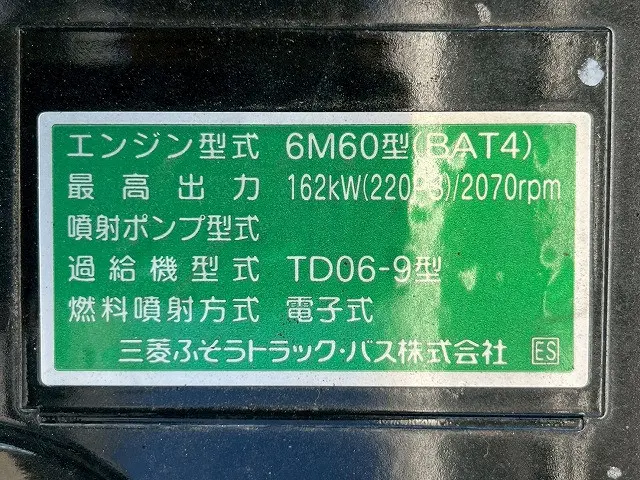 エンジン型式 6M60型(BAT4)
最高出力 162kW(220PS)/2070rpm
噴射ポンプ型式
過給機型式 TD06-9型
燃料噴射方式 電子式
三菱ふそうトラック・バス株式会社 ES